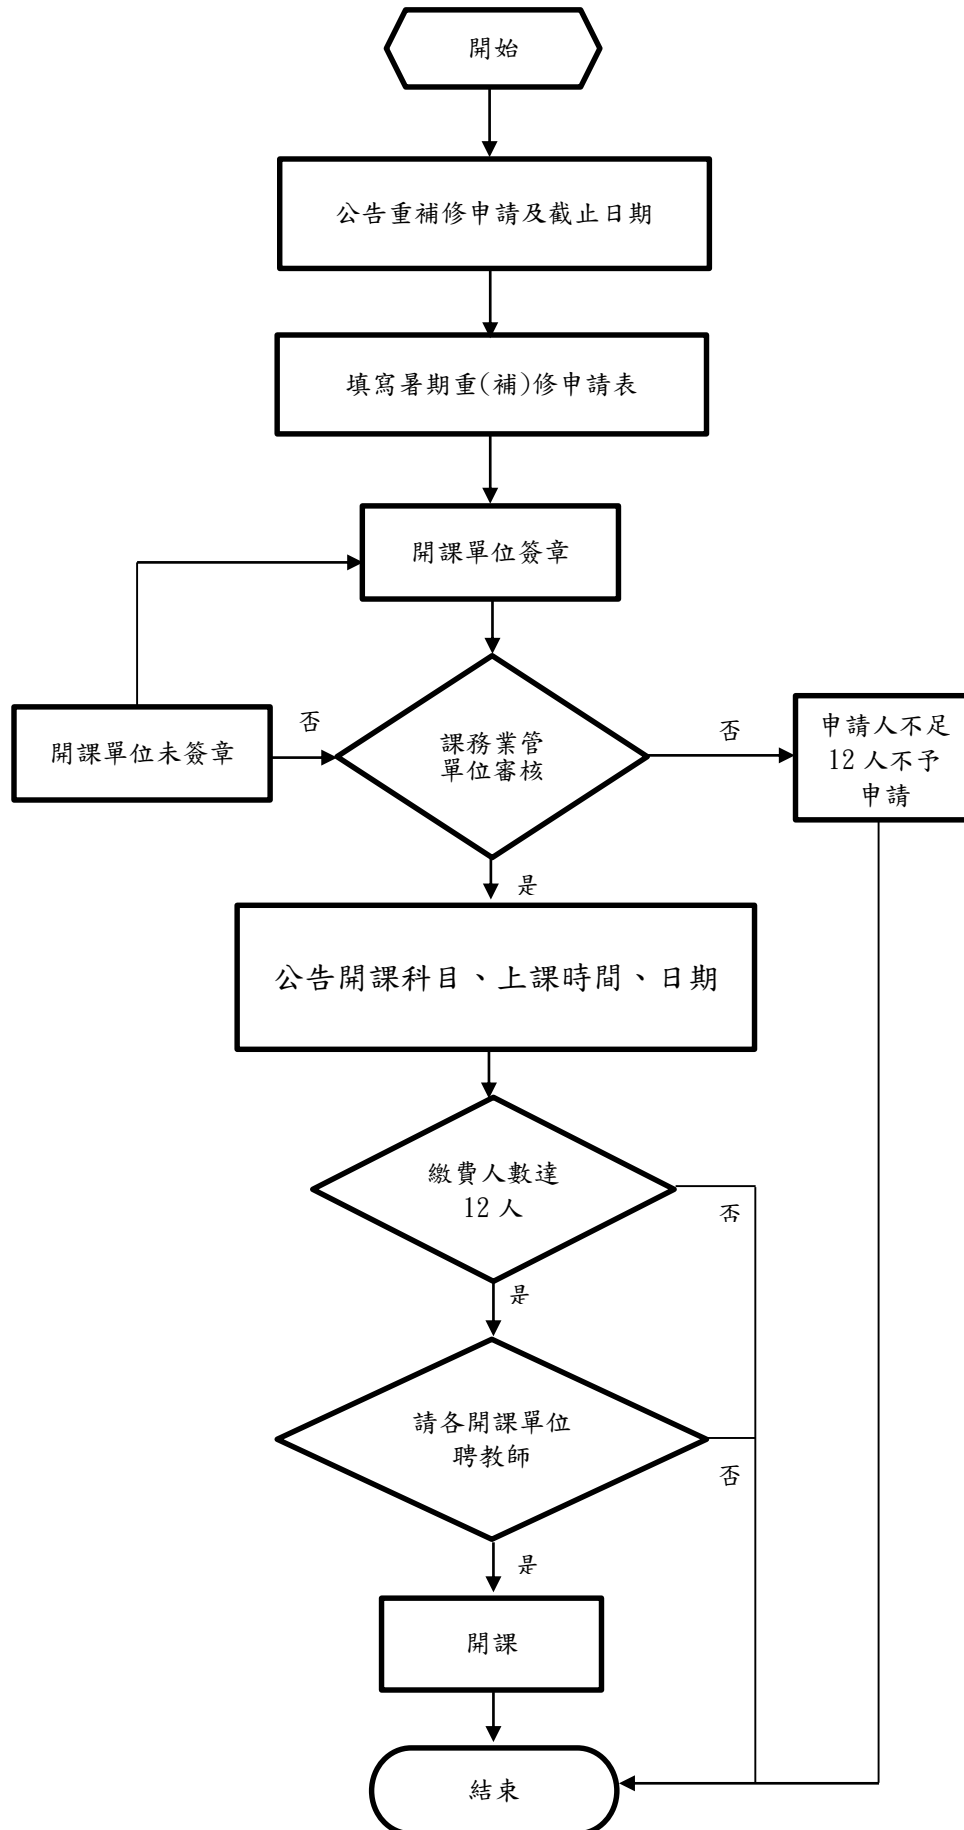 開始
公告重補修申請及截止日期
填寫暑期重(補)修申請表
開課單位簽章
開課單位未簽章
否
課務業管
單位審核
否
申請人不足
12 人不予
申請
是
公告開課科目、上課時間、日期
繳費人數達
12 人
否
是
請各開課單位
聘教師
否
是
開課
結束